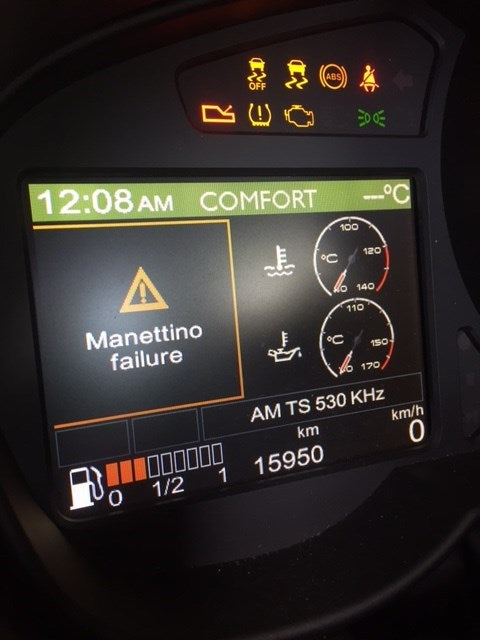 OFF
ABS
12:08 AM COMFORT ---°C
Manettino
failure
°C 100 120 140
°C 110 150 170
AM TS 530 KHz
km
15950
km/h
0
0 1/2 1